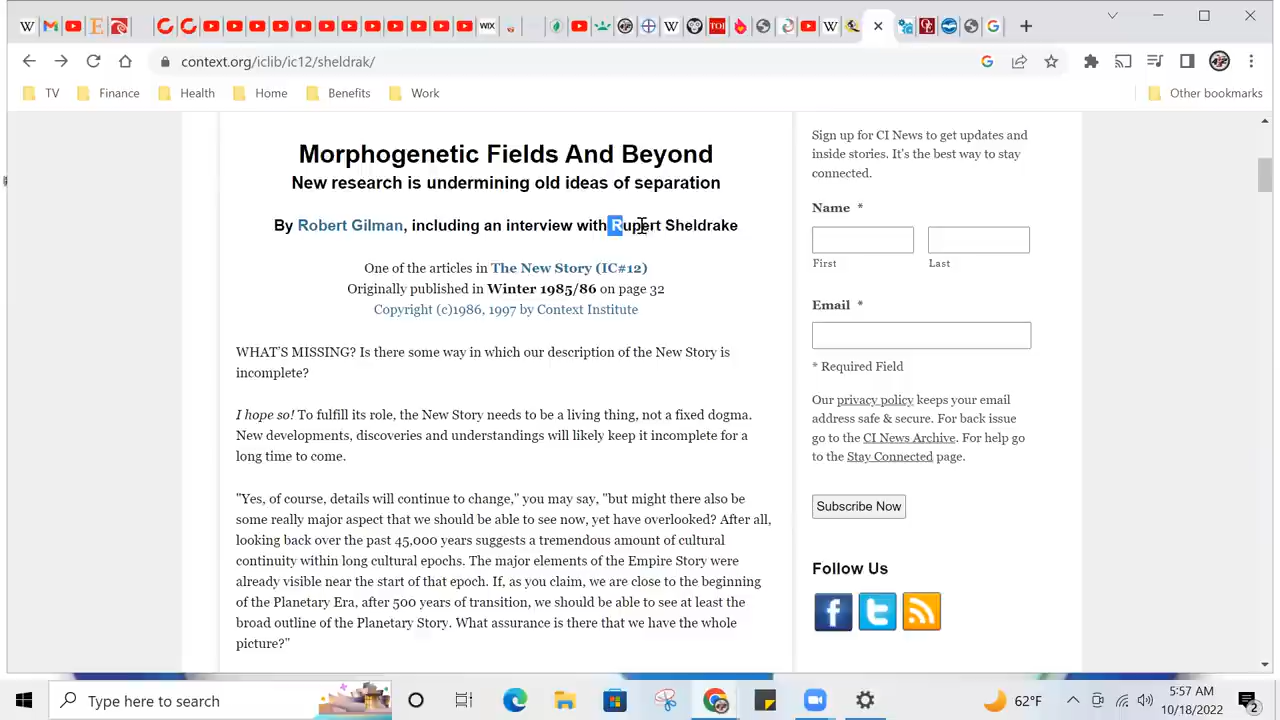 WIX
TOI
context.org/iclib/ic12/sheldrak/
TV
Finance
Health
Home
Benefits
Work
Other bookmarks
Morphogenetic Fields And Beyond
New research is undermining old ideas of separation
By Robert Gilman, including an interview with Rupert Sheldrake
One of the articles in The New Story (IC#12)
Originally published in Winter 1985/86 on page 32
Copyright (c)1986, 1997 by Context Institute
WHAT'S MISSING? Is there some way in which our description of the New Story is
incomplete?
I hope so! To fulfill its role, the New Story needs to be a living thing, not a fixed dogma.
New developments, discoveries and understandings will likely keep it incomplete for a
long time to come.
"Yes, of course, details will continue to change," you may say, "but might there also be
some really major aspect that we should be able to see now, yet have overlooked? After all,
looking back over the past 45,000 years suggests a tremendous amount of cultural
continuity within long cultural epochs. The major elements of the Empire Story were
already visible near the start of that epoch. If, as you claim, we are close to the beginning
of the Planetary Era, after 500 years of transition, we should be able to see at least the
broad outline of the Planetary Story. What assurance is there that we have the whole
picture?"
Sign up for CI News to get updates and
inside stories. It's the best way to stay
connected.
Name *
First
Last
Email *
* Required Field
Our privacy policy keeps your email
address safe & secure. For back issue
go to the CI News Archive. For help go
to the Stay Connected page.
Subscribe Now
Follow Us
Type here to search
62°F
5:57 AM
10/18/2022
2